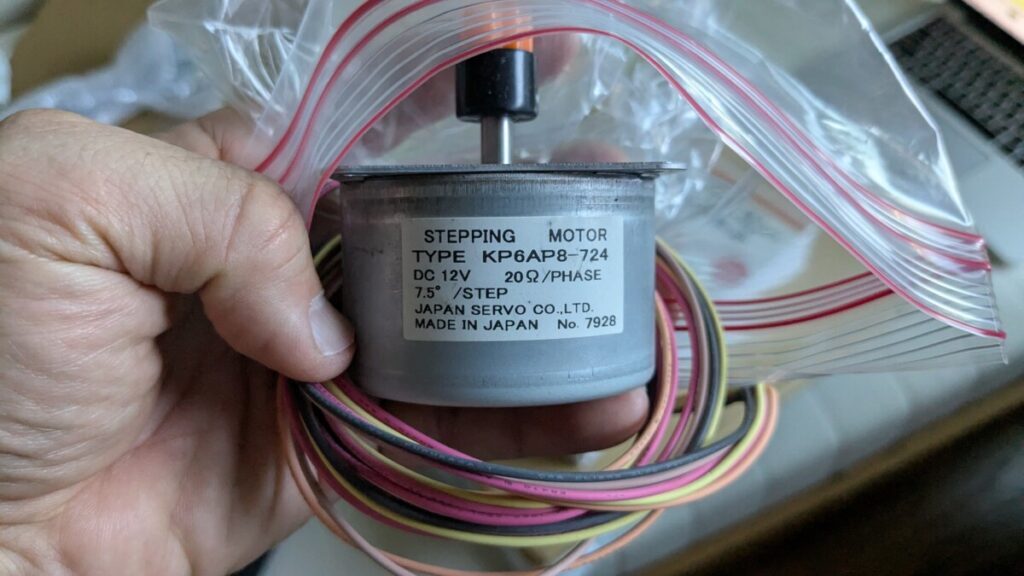 STEPPING MOTOR
TYPE KP6AP8-724
DC 12V 20Ω/PHASE
7.5° /STEP
JAPAN SERVO CO.,LTD.
MADE IN JAPAN No. 7928